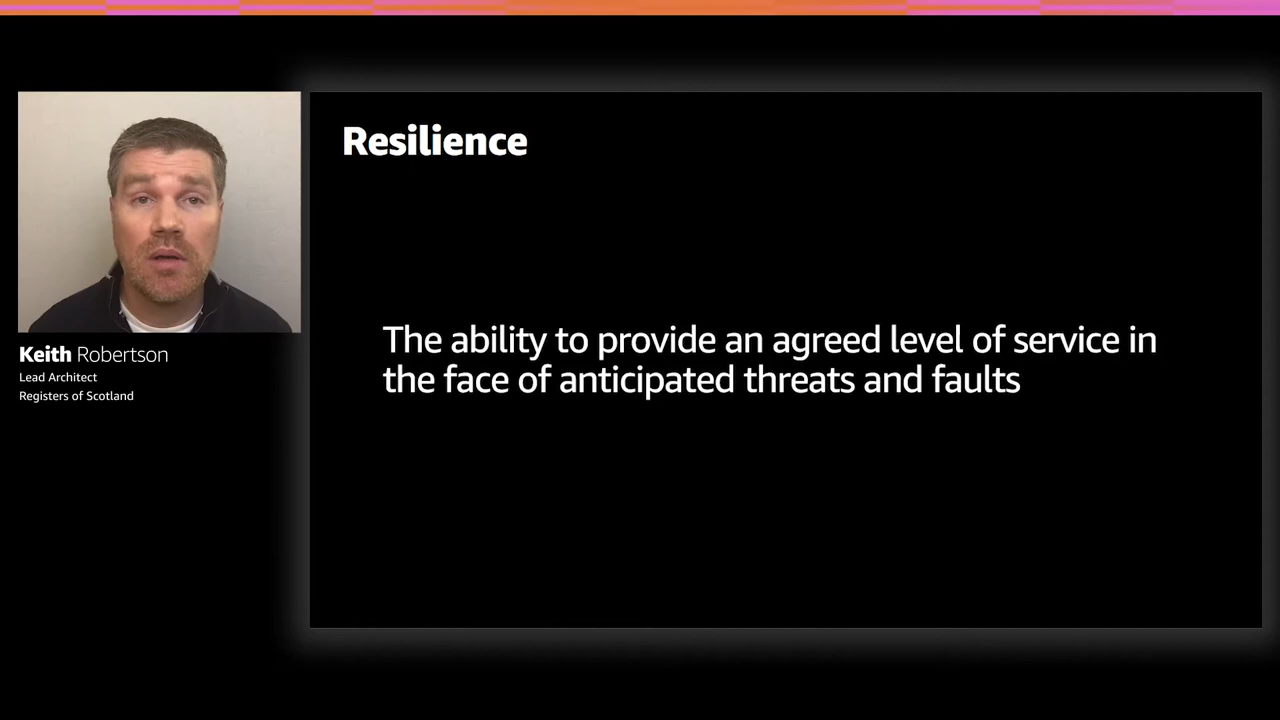 Resilience
The ability to provide an agreed level of service in
the face of anticipated threats and faults
Keith Robertson
Lead Architect
Registers of Scotland